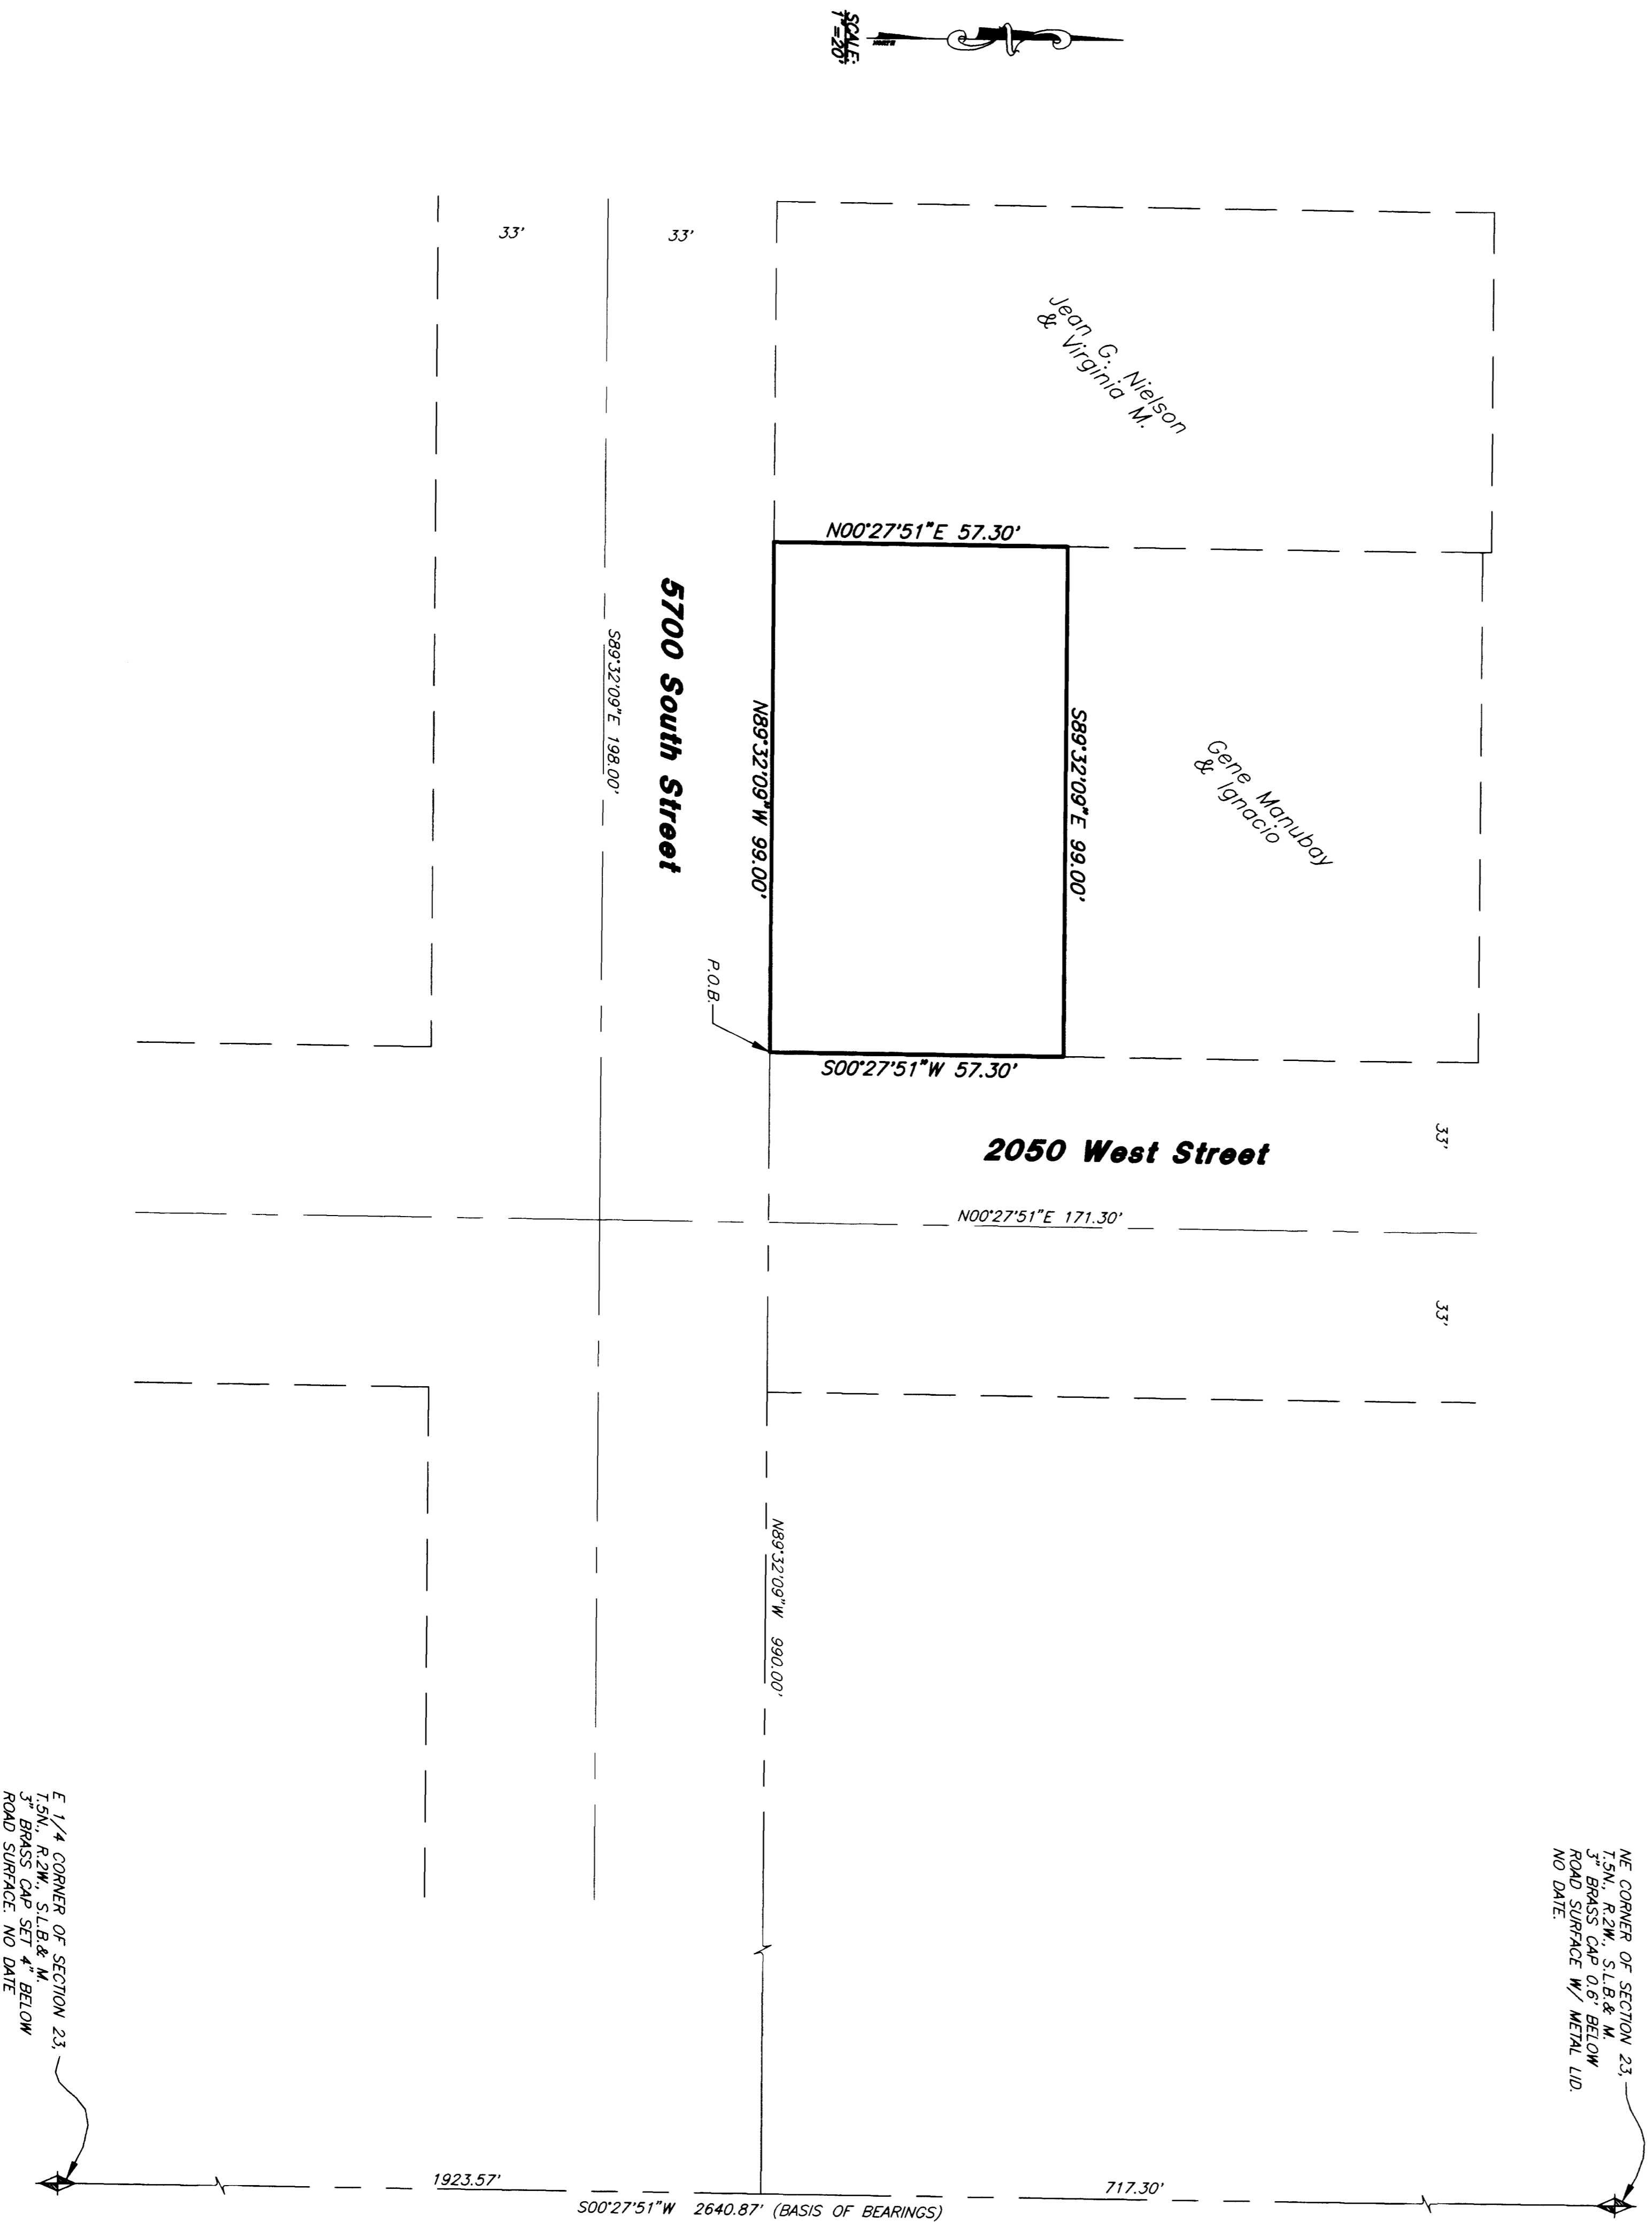 SCALE:
1"=20'
NORTH
33'
33'
Jean G. Nielson
& Virginia M.
N00°27'51"E 57.30'
5700 South Street
S89°32'09"E 198.00'
N89°32'09"W 99.00'
S89°32'09"E 99.00'
Gene Manubay
& Ignacio
P.O.B.
S00°27'51"W 57.30'
2050 West Street
33'
N00°27'51"E 171.30'
33'
N89°32'09"W 990.00'
NE CORNER OF SECTION 23,
T.5N., R.2W., S.L.B.& M.
3" BRASS CAP 0.6' BELOW
ROAD SURFACE W/ METAL LID.
NO DATE.
E 1/4 CORNER OF SECTION 23,
T.5N., R.2W., S.L.B.& M.
3" BRASS CAP SET 4" BELOW
ROAD SURFACE. NO DATE
1923.57'
717.30'
S00°27'51"W 2640.87' (BASIS OF BEARINGS)